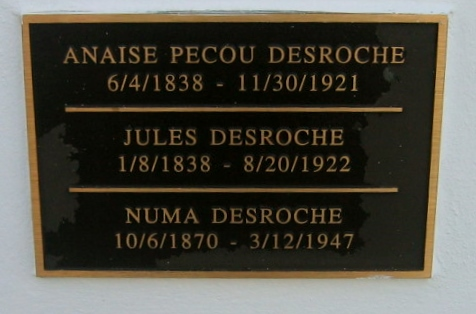 ANAISE PECOU DESROCHE
6/4/1838 - 11/30/1921
JULES DESROCHE
1/8/1838 - 8/20/1922
NUMA DESROCHE
10/6/1870 - 3/12/1947